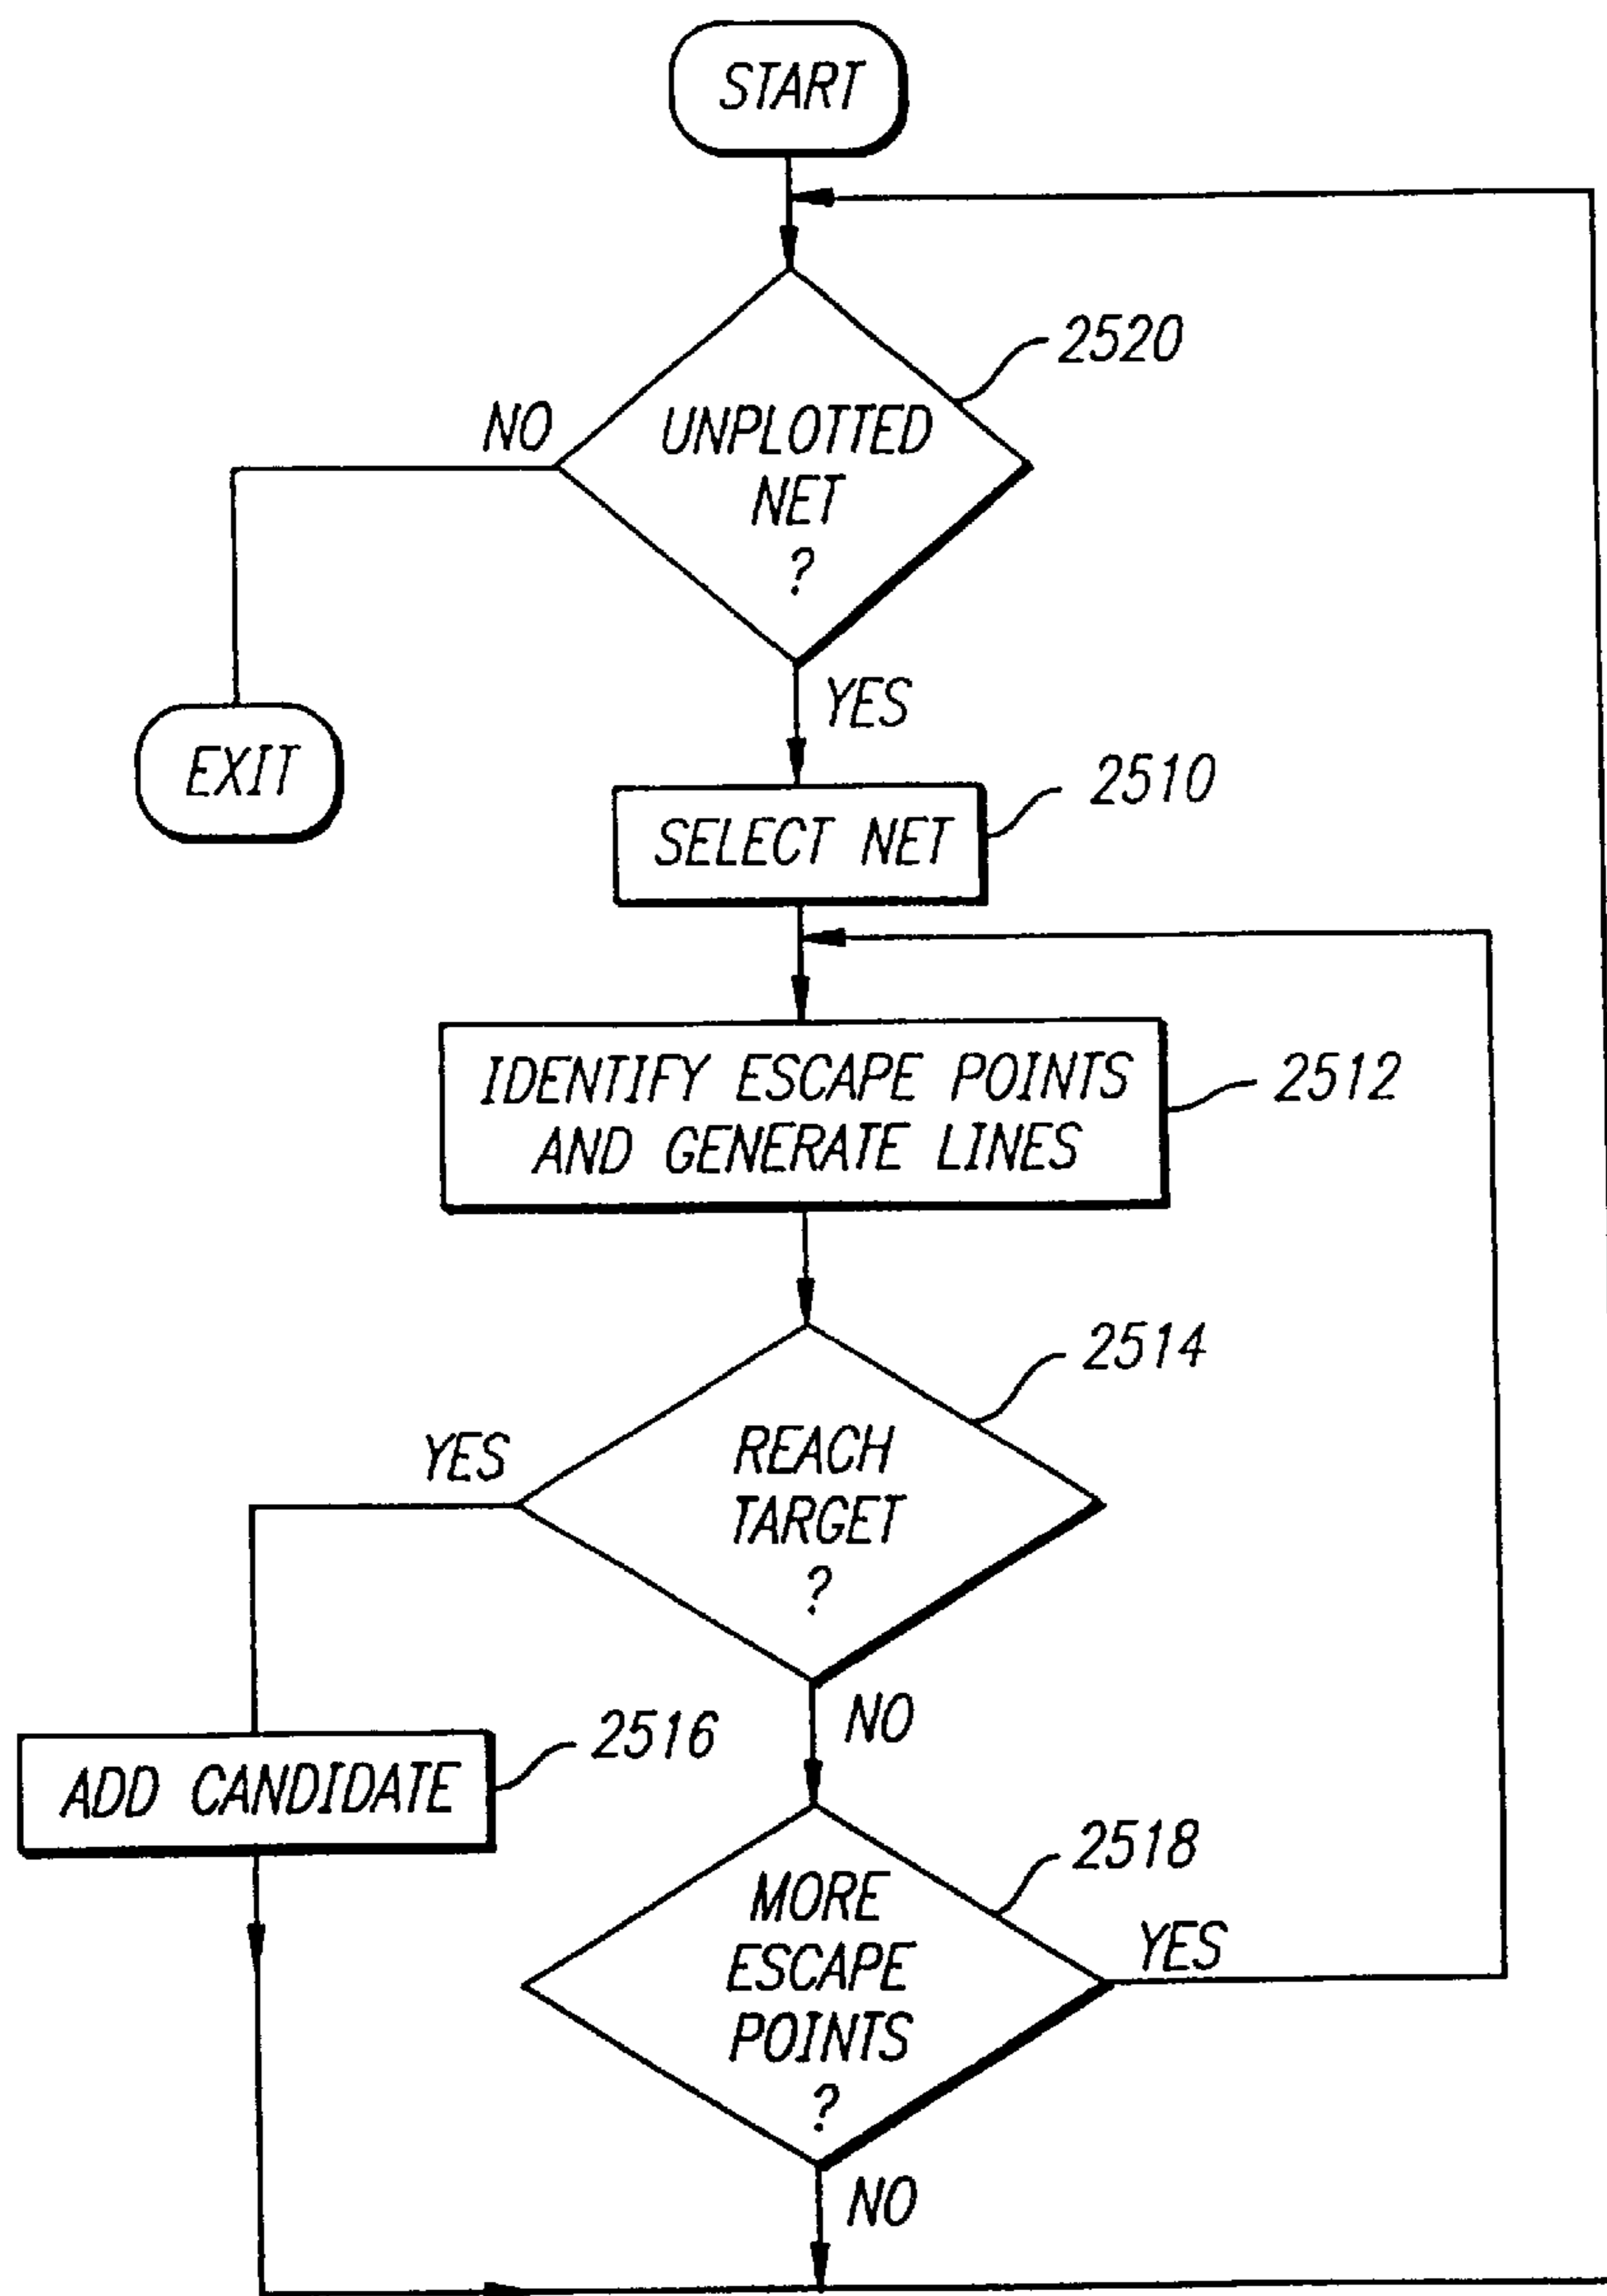 START
2520
NO
UNPLOTTED
NET
?
YES
EXIT
2510
SELECT NET
IDENTIFY ESCAPE POINTS
AND GENERATE LINES
2512
2514
YES
REACH
TARGET
?
NO
2516
ADD CANDIDATE
2518
MORE
ESCAPE
POINTS
?
YES
NO